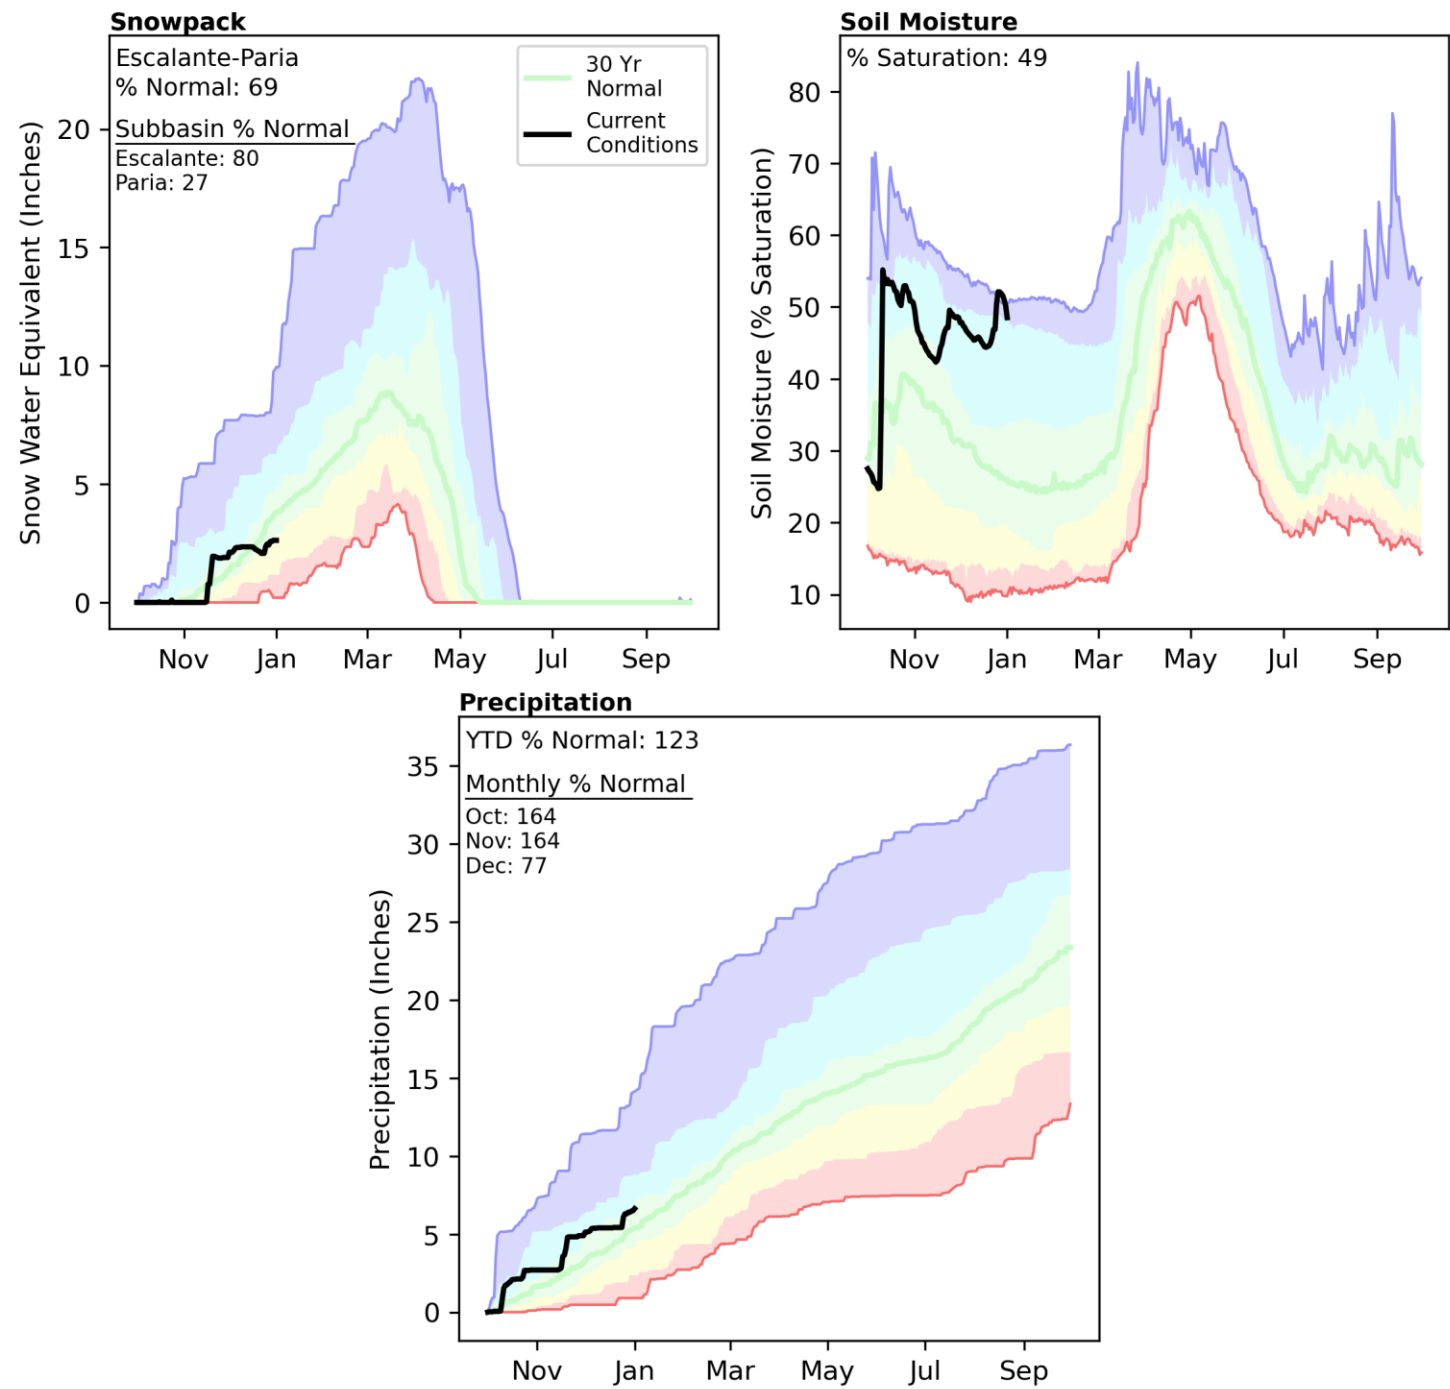 Snowpack
Escalante-Paria
% Normal: 69
Subbasin % Normal
Escalante: 80
Paria: 27
30 Yr
Normal
Current
Conditions
Snow Water Equivalent (Inches)
20
15
10
5
0
Nov Jan Mar May Jul Sep
Soil Moisture
% Saturation: 49
Soil Moisture (% Saturation)
80
70
60
50
40
30
20
10
Nov Jan Mar May Jul Sep
Precipitation
YTD % Normal: 123
Monthly % Normal
Oct: 164
Nov: 164
Dec: 77
Precipitation (Inches)
35
30
25
20
15
10
5
0
Nov Jan Mar May Jul Sep